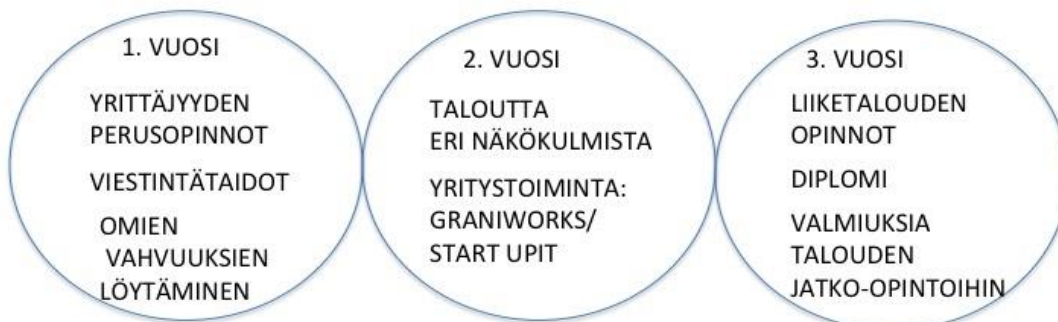 1. VUOSI
YRITTÄJYYDEN
PERUSOPINNOT
VIESTINTÄTAIDOT
OMIEN
VAHVUUKSIEN
LÖYTÄMINEN
2. VUOSI
TALOUTTA
ERI NÄKÖKULMISTA
YRITYSTOIMINTA:
GRANIWORKS/
START UPIT
3. VUOSI
LIIKETALOUDEN
OPINNOT
DIPLOMI
VALMIUKSIA
TALOUDEN
JATKO-OPINTOIHIN